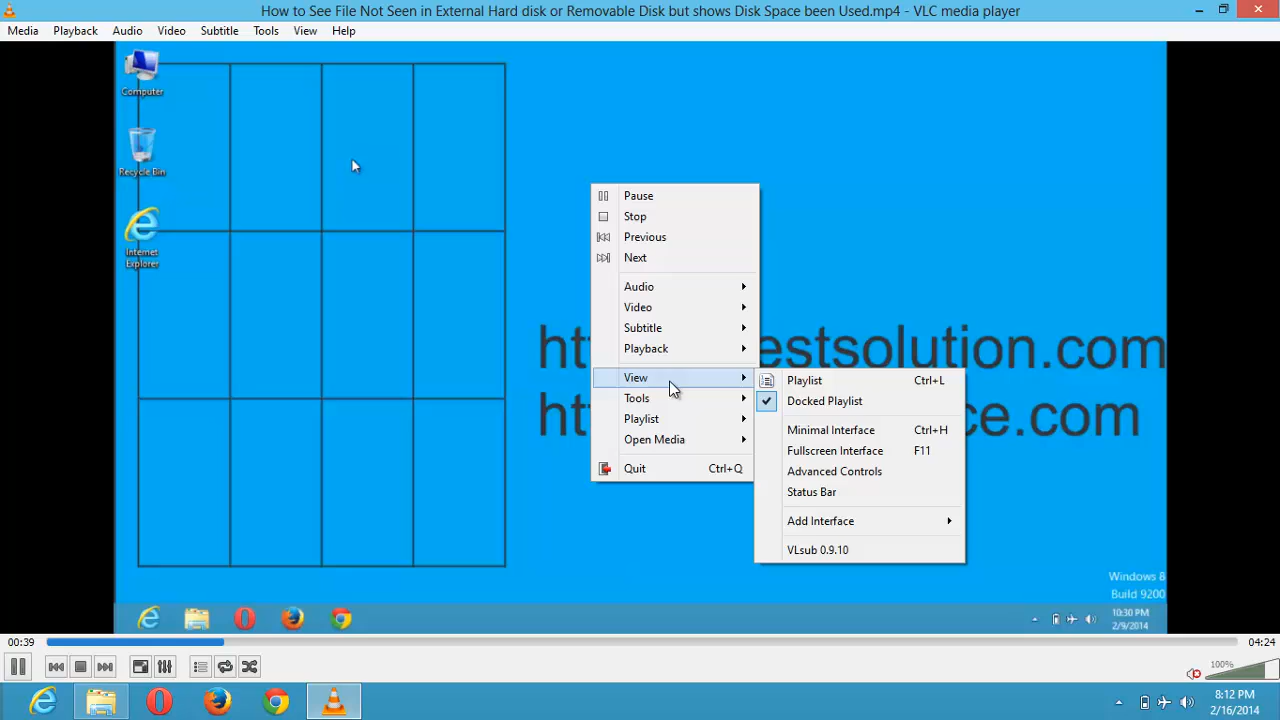 How to See File Not Seen in External Hard disk or Removable Disk but shows Disk Space been Used.mp4 - VLC media player
Media Playback Audio Video Subtitle Tools View Help
Computer
Recycle Bin
Internet
Explorer
Pause
Stop
Previous
Next
Audio
Video
Subtitle
Playback
View
Tools
Playlist
Open Media
Quit Ctrl+Q
Playlist Ctrl+L
Docked Playlist
Minimal Interface Ctrl+H
Fullscreen Interface F11
Advanced Controls
Status Bar
Add Interface
VLsub 0.9.10
estsolution.com
ce.com
Windows 8
Build 9200
10:30 PM
2/9/2014
00:39 04:24
100%
8:12 PM
2/16/2014